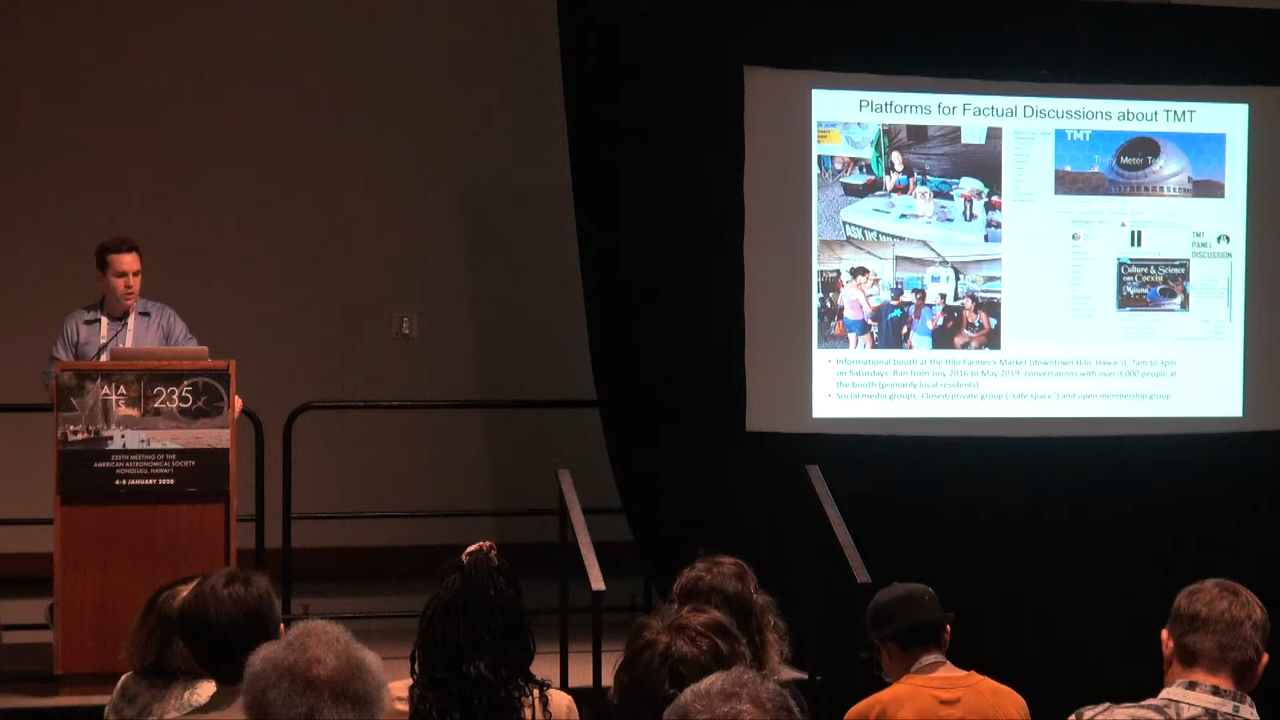 Platforms for Factual Discussions about TMT
TMT
Thirty Meter Tel
ASK US
TMT
PANEL
DISCUSSION
Culture & Science
can Coexist
Mauna
• Informational booth at the Hilo Farmer's Market (downtown Hilo, Hawai'i), 7am to 3pm
on Saturdays. Ran from July 2016 to May 2019: conversations with over 3,000 people at
the booth (primarily local residents)
• Social media groups: Closed/private group ("safe space") and open membership group
AAS 235
235TH MEETING OF THE
AMERICAN ASTRONOMICAL SOCIETY
HONOLULU, HAWAI'I
4–8 JANUARY 2020